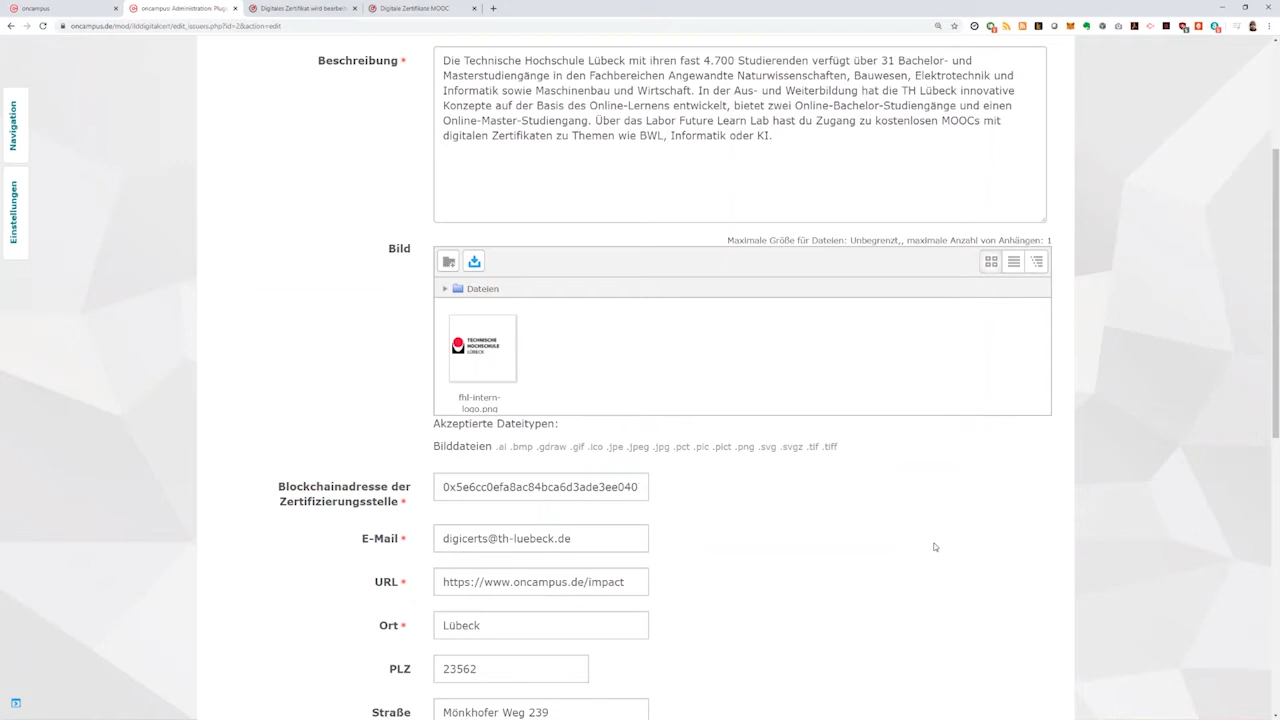 oncampus
oncampus: Administration: Plug
Digitales Zertifikat wird bearbeit
Digitale Zertifikate MOOC
oncampus.de/mod/ilddigitalcert/edit_issuers.php?id=2&action=edit
Navigation
Einstellungen
Beschreibung *
Die Technische Hochschule Lübeck mit ihren fast 4.700 Studierenden verfügt über 31 Bachelor- und
Masterstudiengänge in den Fachbereichen Angewandte Naturwissenschaften, Bauwesen, Elektrotechnik und
Informatik sowie Maschinenbau und Wirtschaft. In der Aus- und Weiterbildung hat die TH Lübeck innovative
Konzepte auf der Basis des Online-Lernens entwickelt, bietet zwei Online-Bachelor-Studiengänge und einen
Online-Master-Studiengang. Über das Labor Future Learn Lab hast du Zugang zu kostenlosen MOOCs mit
digitalen Zertifikaten zu Themen wie BWL, Informatik oder KI.
Maximale Größe für Dateien: Unbegrenzt,, maximale Anzahl von Anhängen: 1
Bild
Dateien
TECHNISCHE
HOCHSCHULE
LÜBECK
fhl-intern-
logo.png
Akzeptierte Dateitypen:
Bilddateien .ai .bmp .gdraw .gif .ico .jpe .jpeg .jpg .pct .pic .pict .png .svg .svgz .tif .tiff
Blockchainadresse der
Zertifizierungsstelle *
0x5e6cc0efa8ac84bca6d3ade3ee040
E-Mail *
digicerts@th-luebeck.de
URL *
https://www.oncampus.de/impact
Ort *
Lübeck
PLZ
23562
Straße
Mönkhofer Weg 239